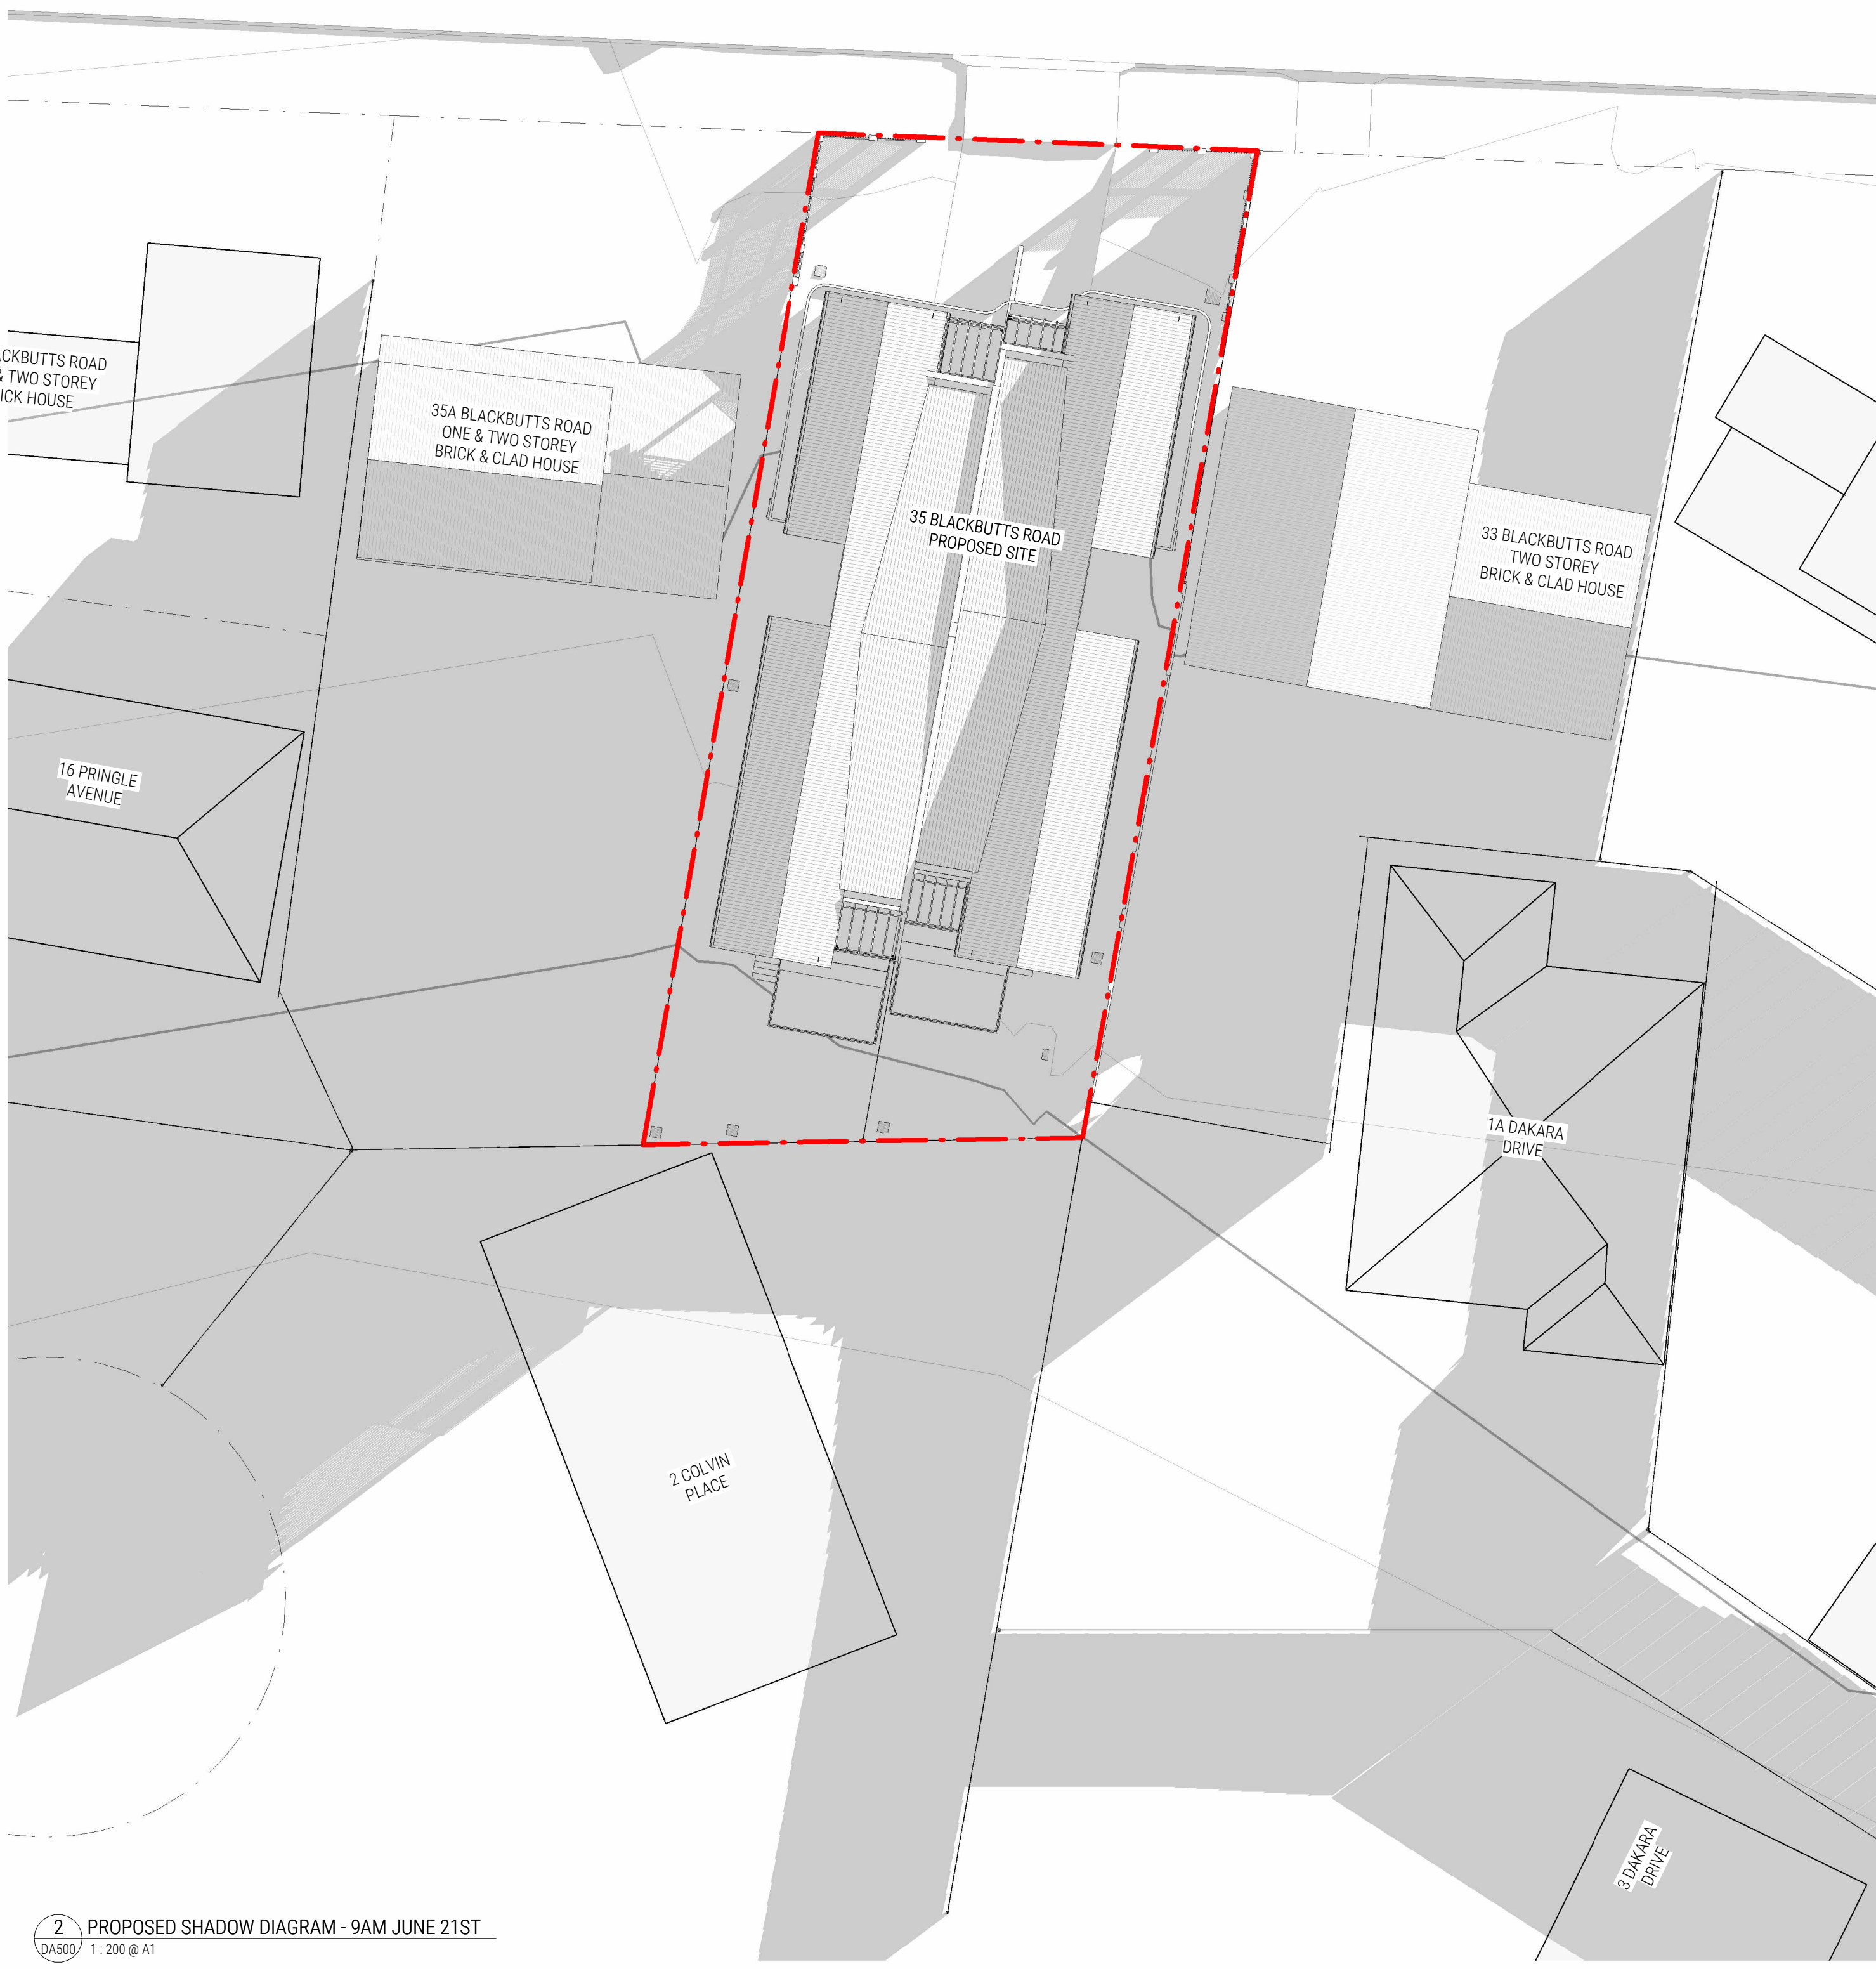 ACKBUTTS ROAD
& TWO STOREY
ICK HOUSE
35A BLACKBUTTS ROAD
ONE & TWO STOREY
BRICK & CLAD HOUSE
35 BLACKBUTTS ROAD
PROPOSED SITE
33 BLACKBUTTS ROAD
TWO STOREY
BRICK & CLAD HOUSE
16 PRINGLE
AVENUE
1A DAKARA
DRIVE
2 COLVIN
PLACE
3 DAKARA
DRIVE
2
DA500
PROPOSED SHADOW DIAGRAM - 9AM JUNE 21ST
1 : 200 @ A1